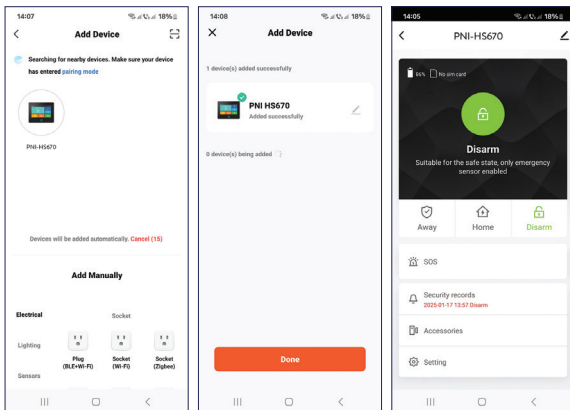 14:07
18%
Add Device
Searching for nearby devices. Make sure your device
has entered pairing mode
PNI-HS670
Devices will be added automatically. Cancel (15)
Add Manually
Electrical
Socket
Lighting
Plug
(BLE+Wi-Fi)
Socket
(Wi-Fi)
Socket
(Zigbee)
Sensors
14:08
18%
Add Device
1 device(s) added successfully
PNI HS670
Added successfully
0 device(s) being added
Done
14:05
18%
PNI-HS670
86% No sim card
Disarm
Suitable for the safe state, only emergency
sensor enabled
Away
Home
Disarm
SOS
Security records
2025-01-17 13:57 Disarm
Accessories
Setting